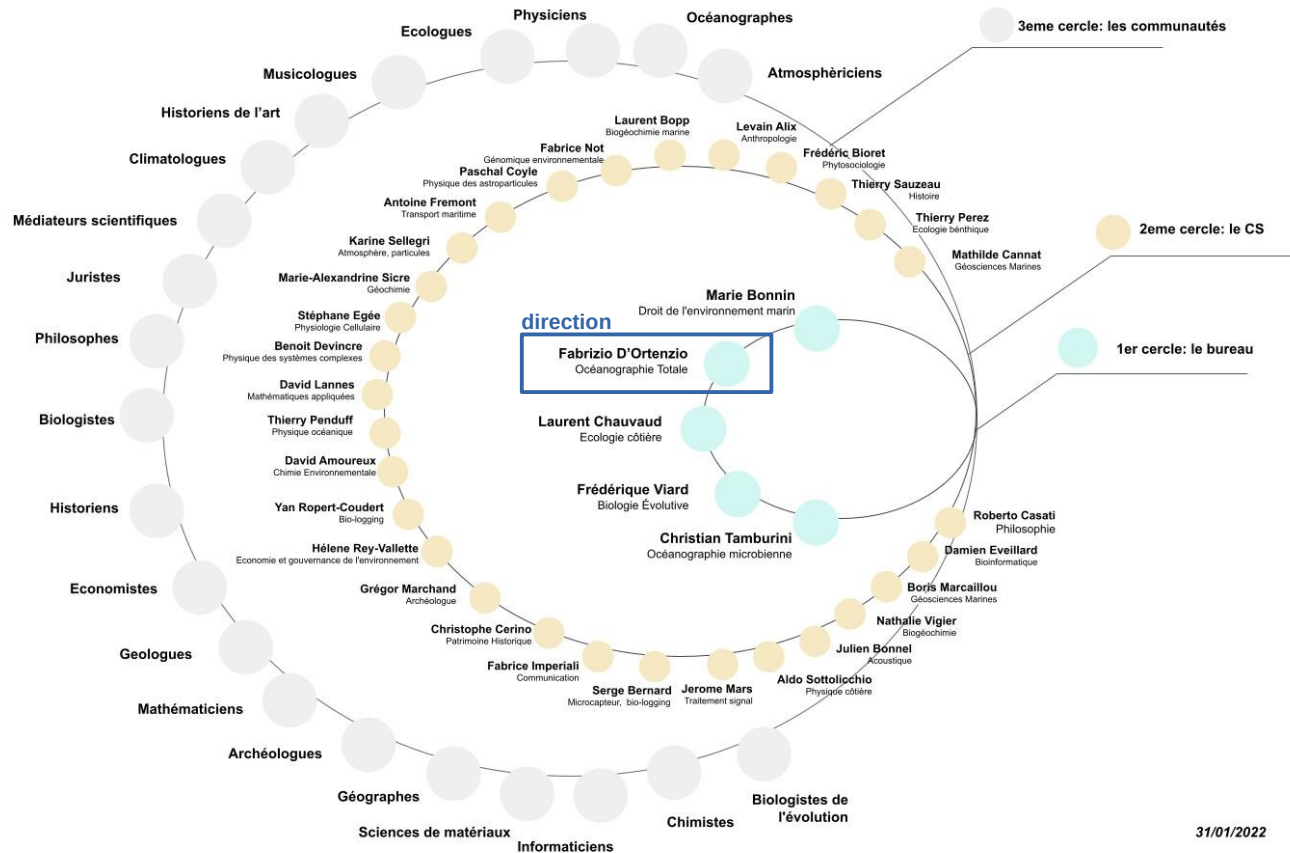 Physiciens
Océanographes
Ecologues
Musicologues
Atmosphèriciens
Historiens de l'art
Climatologues
Médiateurs scientifiques
Juristes
Philosophes
Biologistes
Historiens
Economistes
Geologues
Mathématiciens
Archéologues
Géographes
Sciences de matériaux
Informaticiens
Chimistes
Biologistes de
l'évolution
3eme cercle: les communautés
2eme cercle: le CS
1er cercle: le bureau
Laurent Bopp
Biogéochimie marine
Levain Alix
Anthropologie
Fabrice Not
Génomique environnementale
Frédéric Bioret
Phytosociologie
Paschal Coyle
Physique des astroparticules
Thierry Sauzeau
Histoire
Antoine Fremont
Transport maritime
Thierry Perez
Ecologie bénthique
Karine Sellegri
Atmosphère, particules
Mathilde Cannat
Géosciences Marines
Marie-Alexandrine Sicre
Géochimie
Stéphane Egée
Physiologie Cellulaire
Benoit Devincre
Physique des systèmes complexes
David Lannes
Mathématiques appliquées
Thierry Penduff
Physique océanique
David Amoureux
Chimie Environnementale
Yan Ropert-Coudert
Bio-logging
Hélene Rey-Vallette
Economie et gouvernance de l'environnement
Grégor Marchand
Archéologue
Christophe Cerino
Patrimoine Historique
Fabrice Imperiali
Communication
Serge Bernard
Microcapteur, bio-logging
Jerome Mars
Traitement signal
Aldo Sottolicchio
Physique côtière
Julien Bonnel
Acoustique
Nathalie Vigier
Biogéochimie
Boris Marcaillou
Géosciences Marines
Damien Eveillard
Bioinformatique
Roberto Casati
Philosophie
Marie Bonnin
Droit de l'environnement marin
direction
Fabrizio D'Ortenzio
Océanographie Totale
Laurent Chauvaud
Ecologie côtière
Frédérique Viard
Biologie Évolutive
Christian Tamburini
Océanographie microbienne
31/01/2022